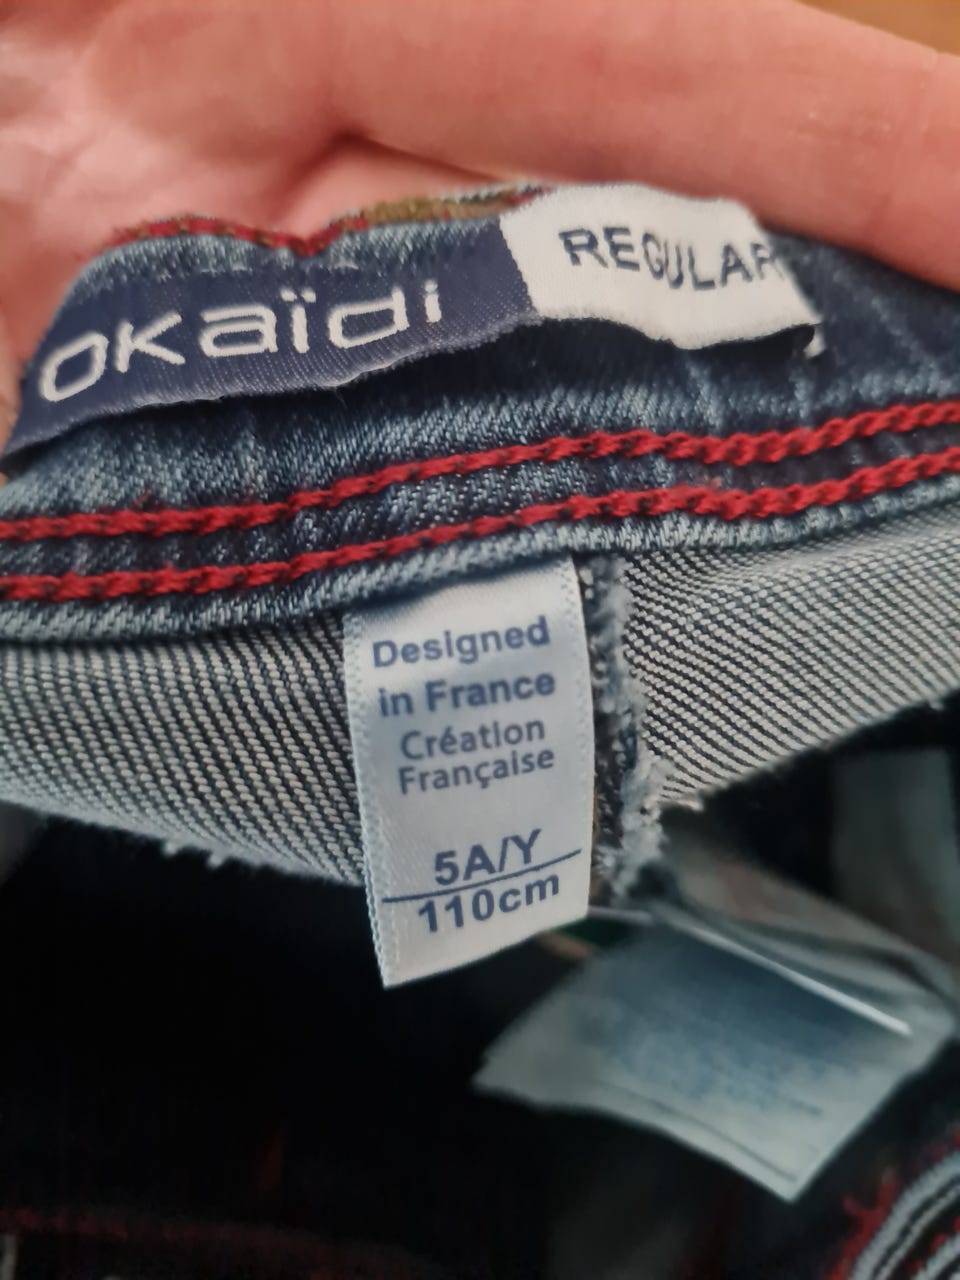 OKaïdi
REGULAR
Designed
in France
Création
Française
5A/Y
110cm